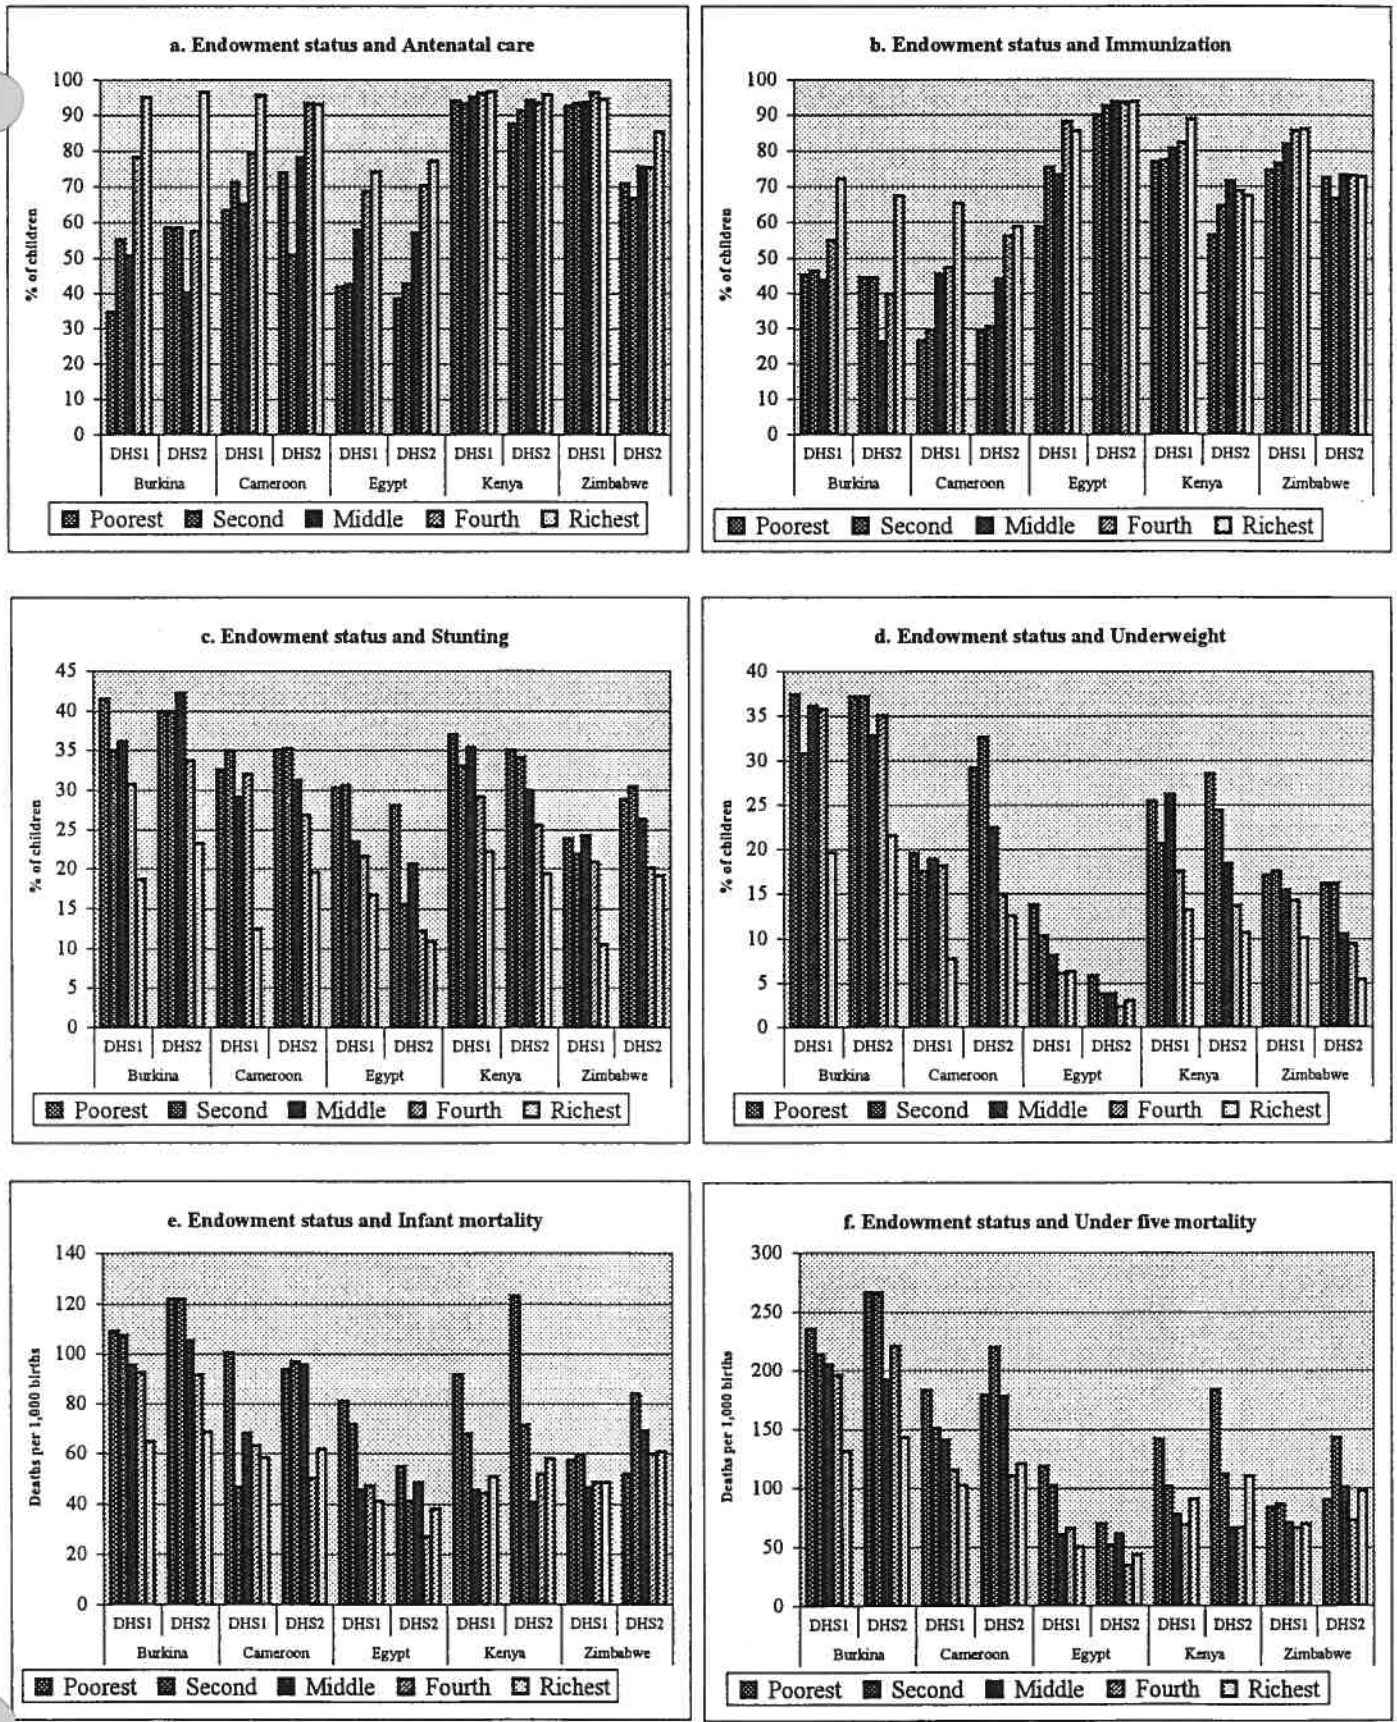 a. Endowment status and Antenatal care
% of children
100
90
80
70
60
50
40
30
20
10
0
DHS1 DHS2 DHS1 DHS2 DHS1 DHS2 DHS1 DHS2 DHS1 DHS2
Burkina Cameroon Egypt Kenya Zimbabwe
Poorest Second Middle Fourth Richest
b. Endowment status and Immunization
% of children
100
90
80
70
60
50
40
30
20
10
0
DHS1 DHS2 DHS1 DHS2 DHS1 DHS2 DHS1 DHS2 DHS1 DHS2
Burkina Cameroon Egypt Kenya Zimbabwe
Poorest Second Middle Fourth Richest
c. Endowment status and Stunting
% of children
45
40
35
30
25
20
15
10
5
0
DHS1 DHS2 DHS1 DHS2 DHS1 DHS2 DHS1 DHS2 DHS1 DHS2
Burkina Cameroon Egypt Kenya Zimbabwe
Poorest Second Middle Fourth Richest
d. Endowment status and Underweight
% of children
40
35
30
25
20
15
10
5
0
DHS1 DHS2 DHS1 DHS2 DHS1 DHS2 DHS1 DHS2 DHS1 DHS2
Burkina Cameroon Egypt Kenya Zimbabwe
Poorest Second Middle Fourth Richest
e. Endowment status and Infant mortality
Deaths per 1,000 births
140
120
100
80
60
40
20
0
DHS1 DHS2 DHS1 DHS2 DHS1 DHS2 DHS1 DHS2 DHS1 DHS2
Burkina Cameroon Egypt Kenya Zimbabwe
Poorest Second Middle Fourth Richest
f. Endowment status and Under five mortality
Deaths per 1,000 births
300
250
200
150
100
50
0
DHS1 DHS2 DHS1 DHS2 DHS1 DHS2 DHS1 DHS2 DHS1 DHS2
Burkina Cameroon Egypt Kenya Zimbabwe
Poorest Second Middle Fourth Richest